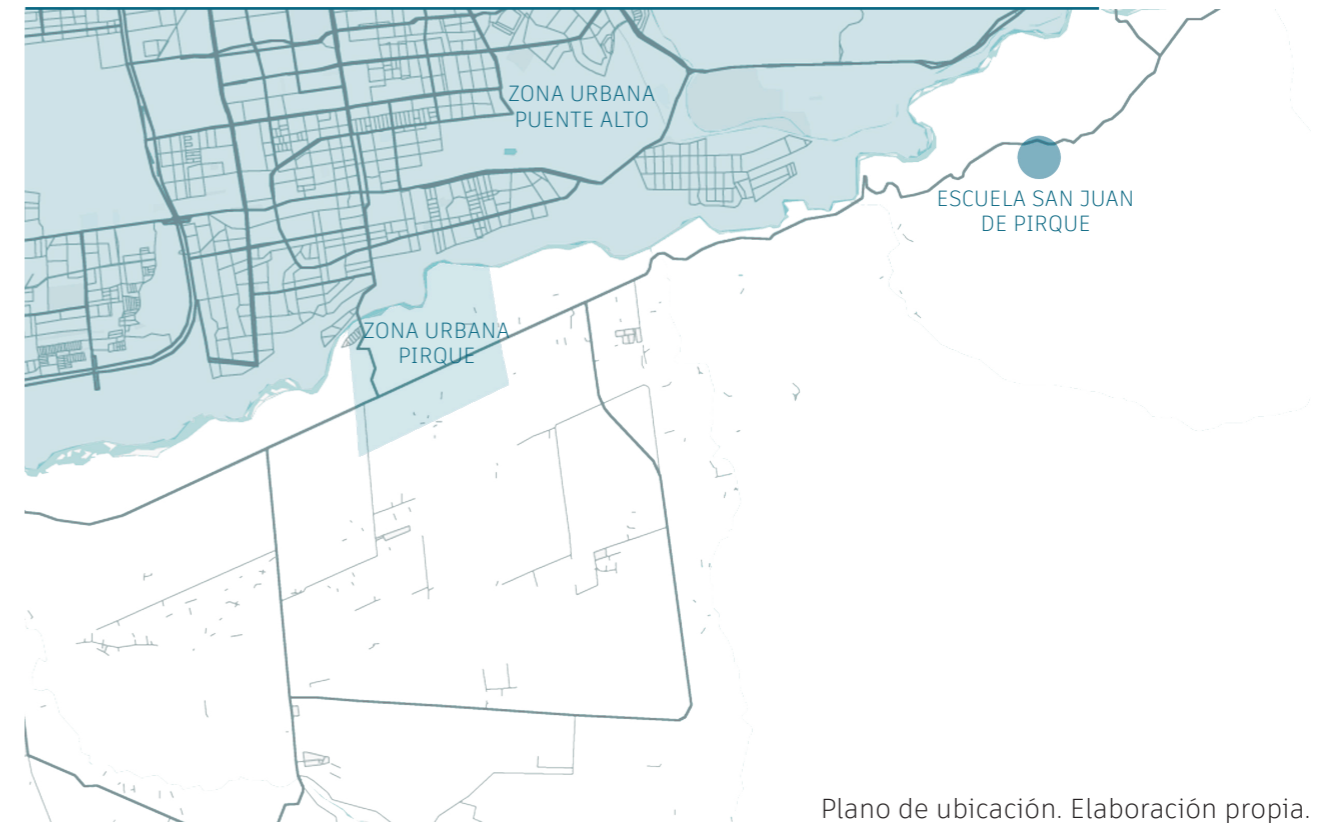 ZONA URBANA
PUENTE ALTO
ESCUELA SAN JUAN
DE PIRQUE
ZONA URBANA
PIRQUE
Plano de ubicación. Elaboración propia.